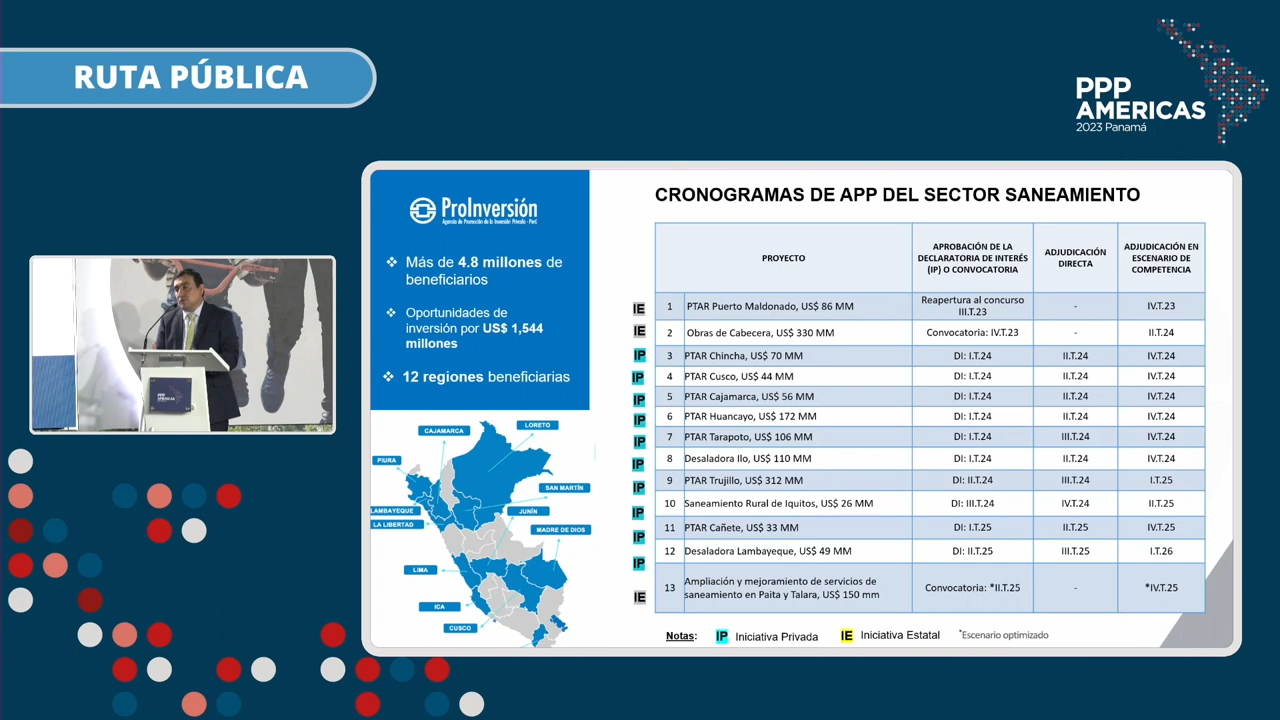 RUTA PÚBLICA
PPP
AMERICAS
2023 Panamá
ProInversión
Agencia de Promoción de la Inversión Privada - Perú
❖ Más de 4.8 millones de
beneficiarios
❖ Oportunidades de
inversión por US$ 1,544
millones
❖ 12 regiones beneficiarias
CAJAMARCA
LORETO
PIURA
SAN MARTÍN
LAMBAYEQUE
JUNÍN
LA LIBERTAD
MADRE DE DIOS
LIMA
ICA
CUSCO
CRONOGRAMAS DE APP DEL SECTOR SANEAMIENTO
PROYECTO
APROBACIÓN DE LA
DECLARATORIA DE INTERÉS
(IP) O CONVOCATORIA
ADJUDICACIÓN
DIRECTA
ADJUDICACIÓN EN
ESCENARIO DE
COMPETENCIA
IE 1 PTAR Puerto Maldonado, US$ 86 MM Reapertura al concurso
III.T.23 - IV.T.23
IE 2 Obras de Cabecera, US$ 330 MM Convocatoria: IV.T.23 - II.T.24
IP 3 PTAR Chincha, US$ 70 MM DI: I.T.24 II.T.24 IV.T.24
IP 4 PTAR Cusco, US$ 44 MM DI: I.T.24 II.T.24 IV.T.24
IP 5 PTAR Cajamarca, US$ 56 MM DI: I.T.24 II.T.24 IV.T.24
IP 6 PTAR Huancayo, US$ 172 MM DI: I.T.24 II.T.24 IV.T.24
IP 7 PTAR Tarapoto, US$ 106 MM DI: I.T.24 III.T.24 IV.T.24
IP 8 Desaladora Ilo, US$ 110 MM DI: I.T.24 II.T.24 IV.T.24
IP 9 PTAR Trujillo, US$ 312 MM DI: II.T.24 III.T.24 I.T.25
IP 10 Saneamiento Rural de Iquitos, US$ 26 MM DI: III.T.24 IV.T.24 II.T.25
IP 11 PTAR Cañete, US$ 33 MM DI: I.T.25 II.T.25 IV.T.25
IP 12 Desaladora Lambayeque, US$ 49 MM DI: II.T.25 III.T.25 I.T.26
IE 13 Ampliación y mejoramiento de servicios de
saneamiento en Paita y Talara, US$ 150 mm Convocatoria: *II.T.25 - *IV.T.25
Notas: IP Iniciativa Privada IE Iniciativa Estatal *Escenario optimizado
PPP
AMERICAS